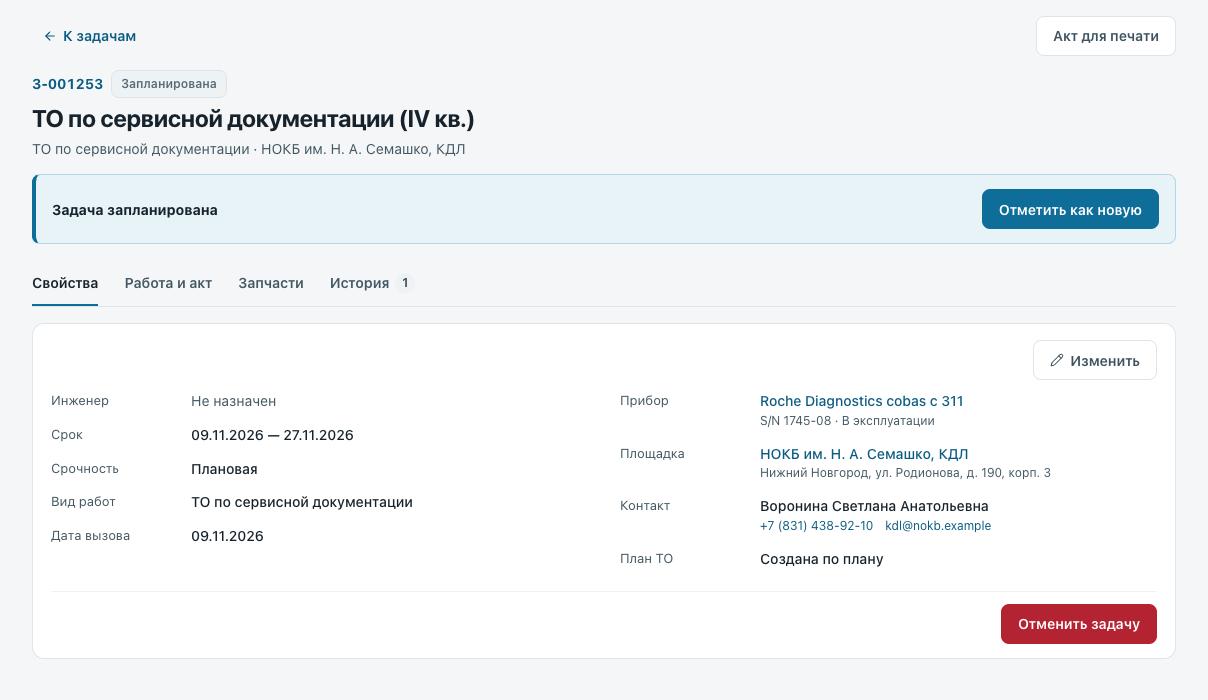 ← К задачам
Акт для печати
З-001253 Запланирована
ТО по сервисной документации (IV кв.)
ТО по сервисной документации · НОКБ им. Н. А. Семашко, КДЛ
Задача запланирована
Отметить как новую
Свойства Работа и акт Запчасти История 1
Изменить
Инженер Не назначен
Срок 09.11.2026 — 27.11.2026
Срочность Плановая
Вид работ ТО по сервисной документации
Дата вызова 09.11.2026
Прибор Roche Diagnostics cobas c 311
S/N 1745-08 · В эксплуатации
Площадка НОКБ им. Н. А. Семашко, КДЛ
Нижний Новгород, ул. Родионова, д. 190, корп. 3
Контакт Воронина Светлана Анатольевна
+7 (831) 438-92-10 kdl@nokb.example
План ТО Создана по плану
Отменить задачу